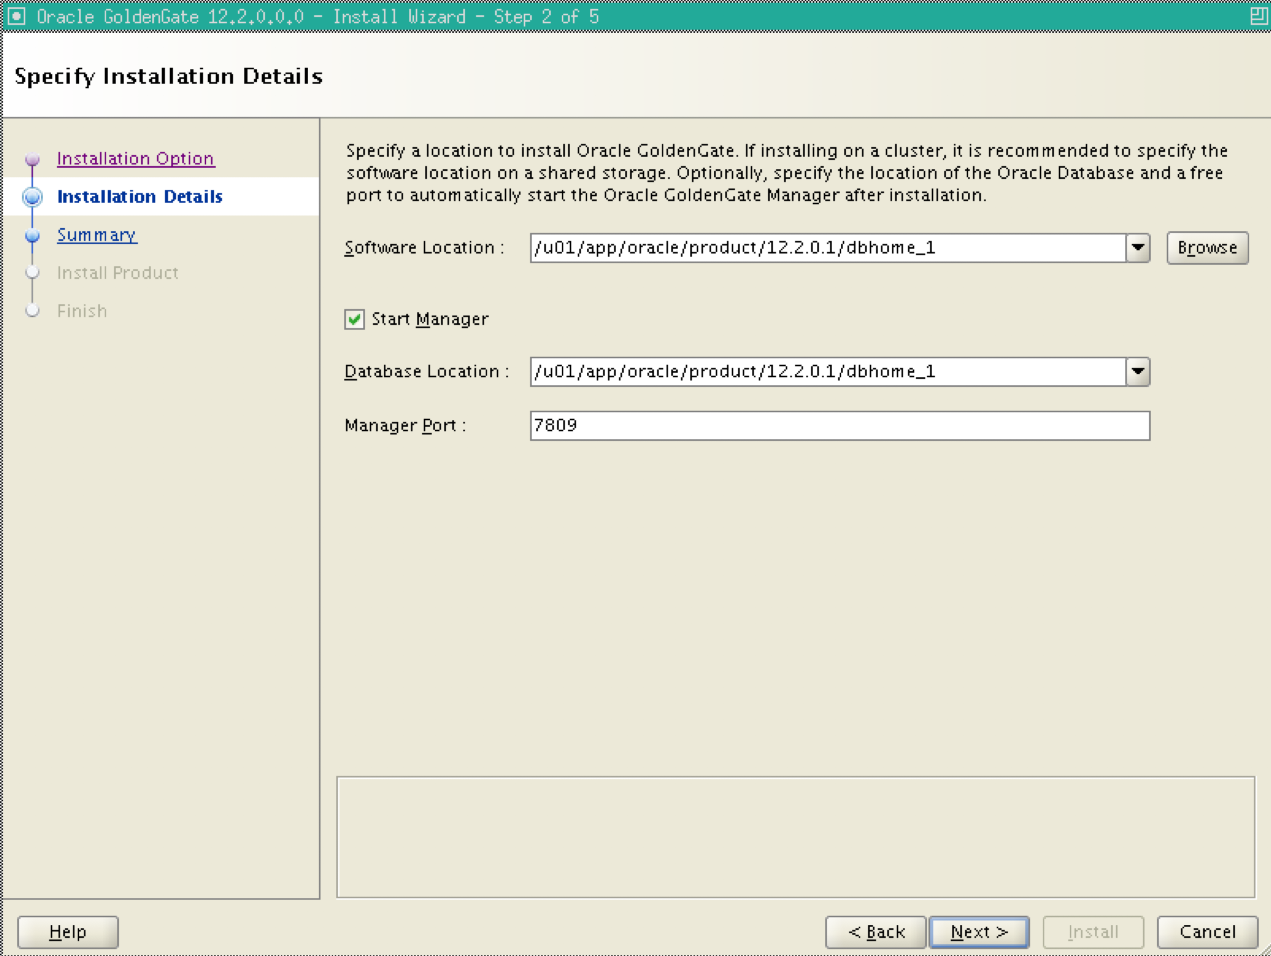 Oracle GoldenGate 12.2.0.0.0 - Install Wizard - Step 2 of 5
Specify Installation Details
Installation Option
Installation Details
Summary
Install Product
Finish
Specify a location to install Oracle GoldenGate. If installing on a cluster, it is recommended to specify the
software location on a shared storage. Optionally, specify the location of the Oracle Database and a free
port to automatically start the Oracle GoldenGate Manager after installation.
Software Location : /u01/app/oracle/product/12.2.0.1/dbhome_1 Browse
Start Manager
Database Location : /u01/app/oracle/product/12.2.0.1/dbhome_1
Manager Port : 7809
Help < Back Next > Install Cancel